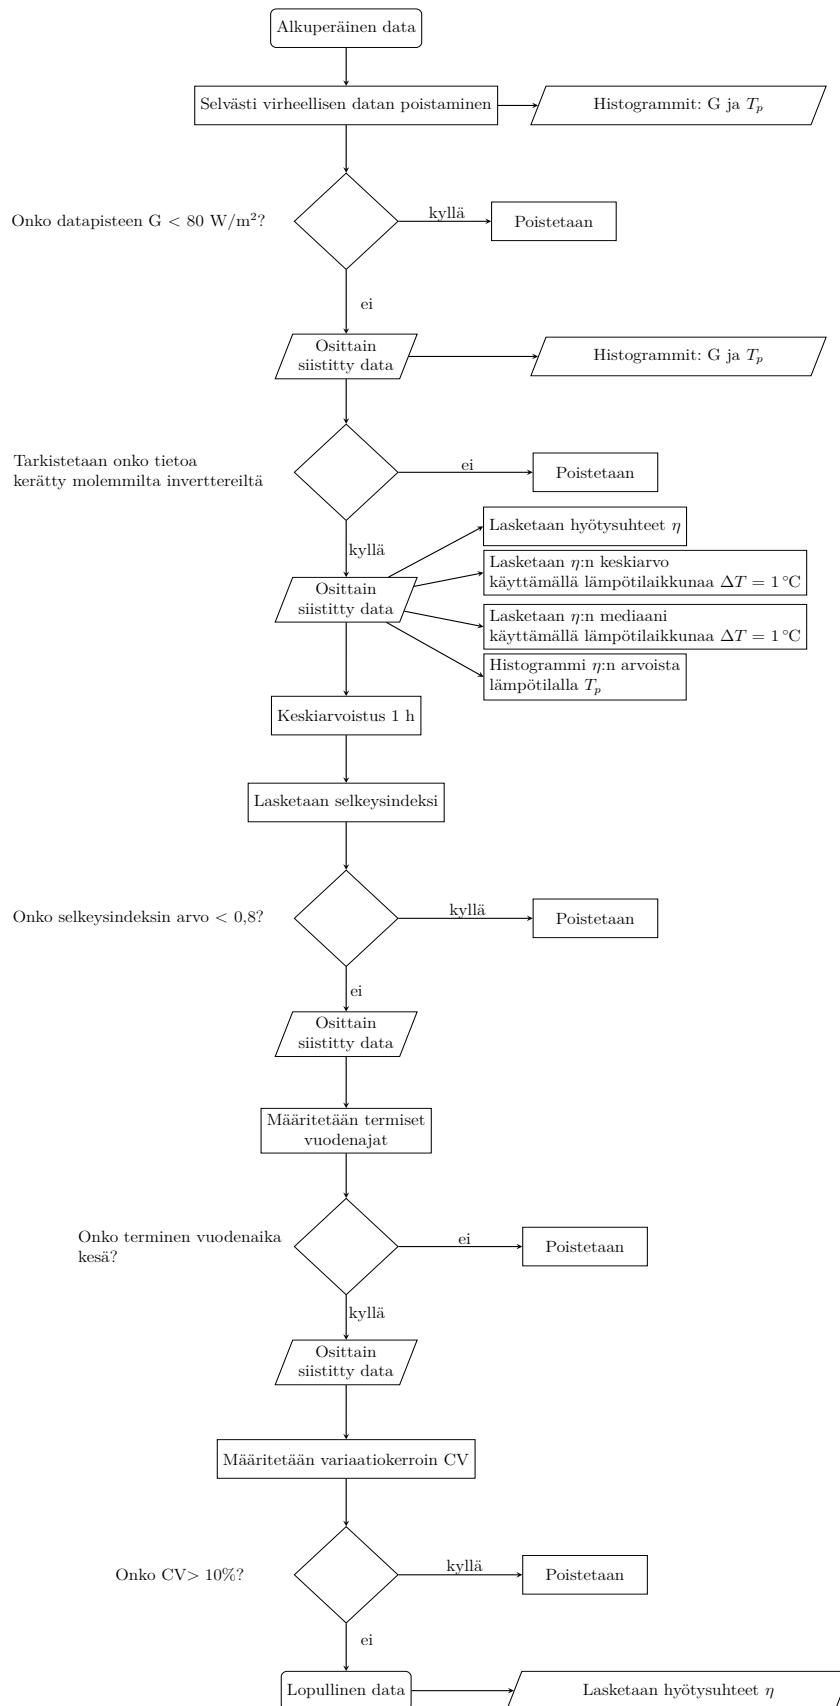 Alkuperäinen data
Selvästi virheellisen datan poistaminen
Histogrammit: G ja Tₚ
Onko datapisteen G < 80 W/m²?
kyllä
Poistetaan
ei
Osittain
siistitty data
Histogrammit: G ja Tₚ
Tarkistetaan onko tietoa
kerätty molemmilta inverttereiltä
ei
Poistetaan
kyllä
Osittain
siistitty data
Lasketaan hyötysuhteet η
Lasketaan η:n keskiarvo
käyttämällä lämpötilaikkunaa ΔT = 1 °C
Lasketaan η:n mediaani
käyttämällä lämpötilaikkunaa ΔT = 1 °C
Histogrammi η:n arvoista
lämpötilalla Tₚ
Keskiarvoistus 1 h
Lasketaan selkeysindeksi
Onko selkeysindeksin arvo < 0,8?
kyllä
Poistetaan
ei
Osittain
siistitty data
Määritetään termiset
vuodenajat
Onko terminen vuodenaika
kesä?
ei
Poistetaan
kyllä
Osittain
siistitty data
Määritetään variaatiokerroin CV
Onko CV> 10%?
kyllä
Poistetaan
ei
Lopullinen data
Lasketaan hyötysuhteet η